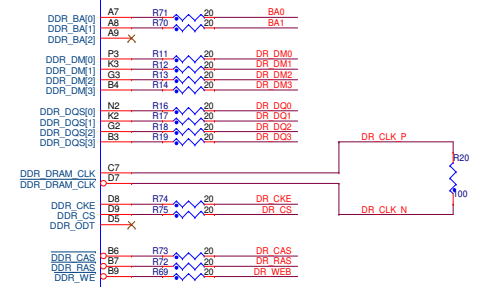 DDR_BA[0] A7 R71 20 BA0
DDR_BA[1] A8 R70 20 BA1
DDR_BA[2] A9
DDR_DM[0] P3 R11 20 DR_DM0
DDR_DM[1] K3 R12 20 DR_DM1
DDR_DM[2] G3 R13 20 DR_DM2
DDR_DM[3] B4 R14 20 DR_DM3
DDR_DQS[0] N2 R16 20 DR_DQ0
DDR_DQS[1] K2 R17 20 DR_DQ1
DDR_DQS[2] G2 R18 20 DR_DQ2
DDR_DQS[3] B3 R19 20 DR_DQ3
DR_CLK_P
R20
DDR_DRAM_CLK C7
DDR_DRAM_CLK D7
100
DDR_CKE D8 R74 20 DR_CKE
DDR_CS D9 R75 20 DR_CS DR_CLK_N
DDR_ODT D5
DDR_CAS B6 R73 20 DR_CAS
DDR_RAS B7 R72 20 DR_RAS
DDR_WE B9 R69 20 DR_WEB